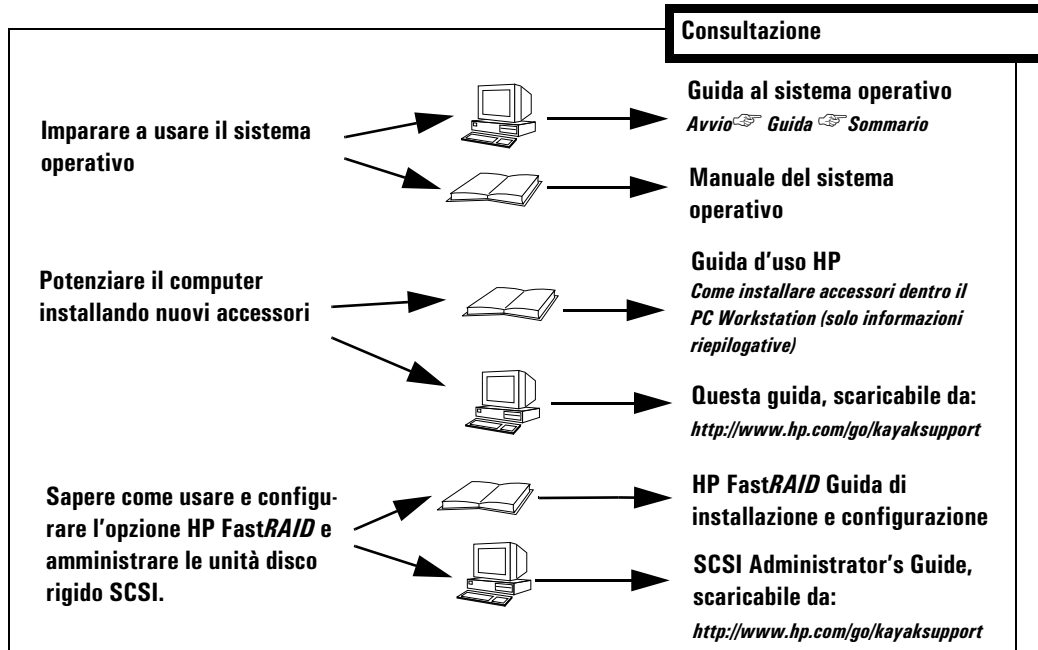 Consultazione
Imparare a usare il sistema
operativo
Guida al sistema operativo
Avvio☞ Guida ☞Sommario
Manuale del sistema
operativo
Potenziare il computer
installando nuovi accessori
Guida d'uso HP
Come installare accessori dentro il
PC Workstation (solo informazioni
riepilogative)
Questa guida, scaricabile da:
http://www.hp.com/go/kayaksupport
Sapere come usare e configu-
rare l'opzione HP FastRAID e
amministrare le unità disco
rigido SCSI.
HP FastRAID Guida di
installazione e configurazione
SCSI Administrator's Guide,
scaricabile da:
http://www.hp.com/go/kayaksupport